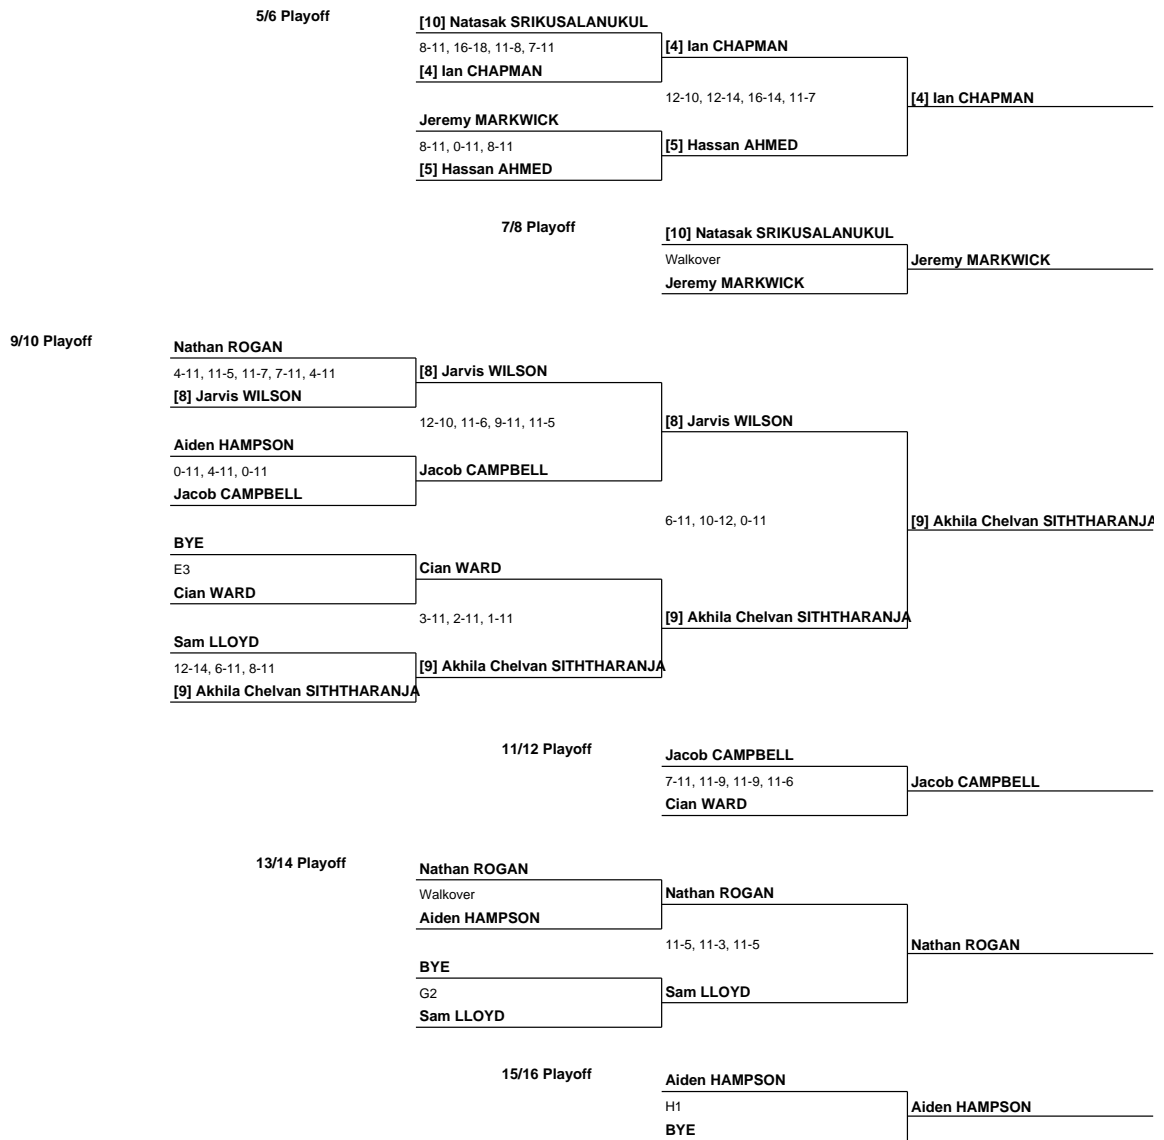 5/6 Playoff
[10] Natasak SRIKUSALANUKUL
8-11, 16-18, 11-8, 7-11
[4] Ian CHAPMAN
[4] Ian CHAPMAN
12-10, 12-14, 16-14, 11-7
[4] Ian CHAPMAN
Jeremy MARKWICK
8-11, 0-11, 8-11
[5] Hassan AHMED
[5] Hassan AHMED
7/8 Playoff
[10] Natasak SRIKUSALANUKUL
Walkover
Jeremy MARKWICK
Jeremy MARKWICK
9/10 Playoff
Nathan ROGAN
4-11, 11-5, 11-7, 7-11, 4-11
[8] Jarvis WILSON
[8] Jarvis WILSON
12-10, 11-6, 9-11, 11-5
[8] Jarvis WILSON
Aiden HAMPSON
0-11, 4-11, 0-11
Jacob CAMPBELL
Jacob CAMPBELL
6-11, 10-12, 0-11
[9] Akhila Chelvan SITHTHARANJA
BYE
E3
Cian WARD
Cian WARD
3-11, 2-11, 1-11
[9] Akhila Chelvan SITHTHARANJA
Sam LLOYD
12-14, 6-11, 8-11
[9] Akhila Chelvan SITHTHARANJA
[9] Akhila Chelvan SITHTHARANJA
11/12 Playoff
Jacob CAMPBELL
7-11, 11-9, 11-9, 11-6
Cian WARD
Jacob CAMPBELL
13/14 Playoff
Nathan ROGAN
Walkover
Aiden HAMPSON
Nathan ROGAN
11-5, 11-3, 11-5
Nathan ROGAN
BYE
G2
Sam LLOYD
Sam LLOYD
15/16 Playoff
Aiden HAMPSON
H1
BYE
Aiden HAMPSON